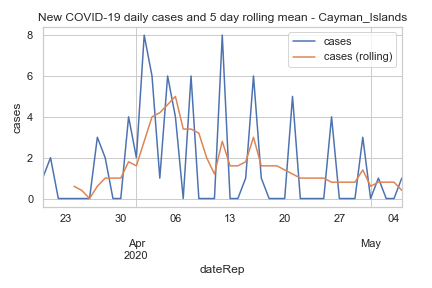 New COVID-19 daily cases and 5 day rolling mean - Cayman_Islands
cases
cases (rolling)
8
6
4
2
0
cases
23 30 06 13 20 27 04
Apr May
2020
dateRep